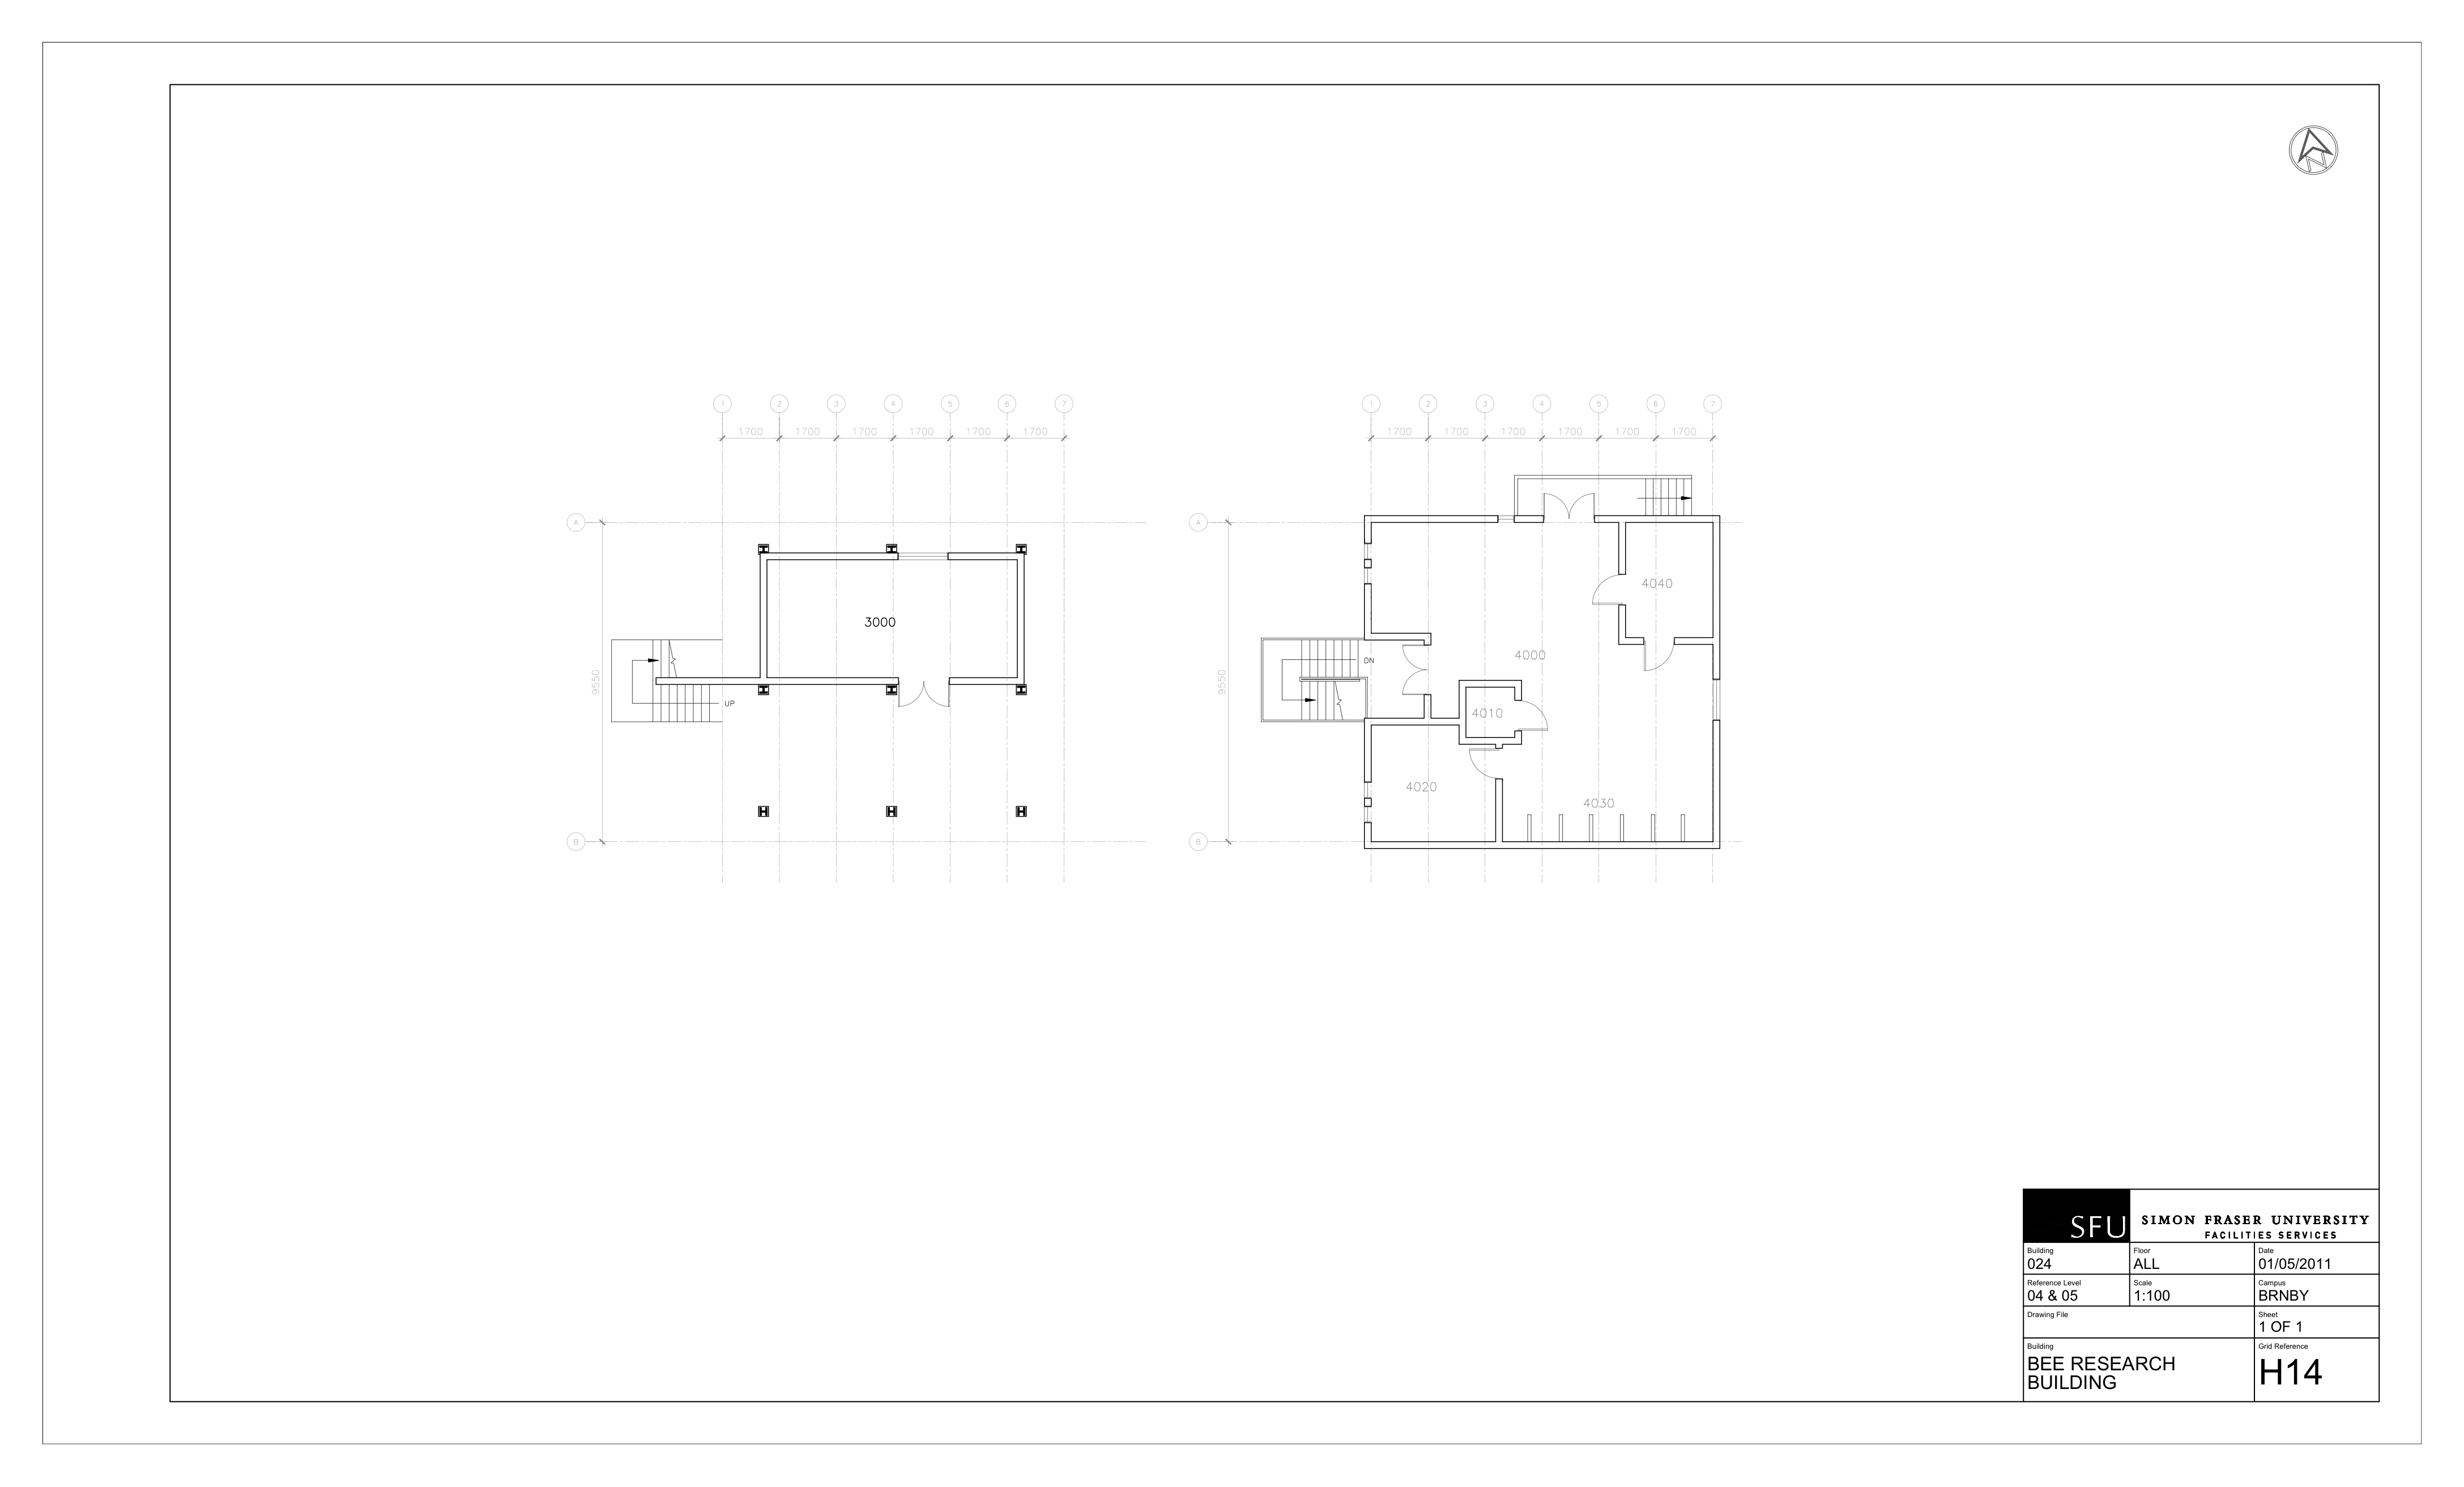 1 2 3 4 5 6 7
1700 1700 1700 1700 1700 1700
A
3000
9550
UP
B
1 2 3 4 5 6 7
1700 1700 1700 1700 1700 1700
A
4040
4000
DN
9550
4010
4020
4030
B
N
SFU SIMON FRASER UNIVERSITY
FACILITIES SERVICES
Building Floor Date
024 ALL 01/05/2011
Reference Level Scale Campus
04 & 05 1:100 BRNBY
Drawing File Sheet
1 OF 1
Building Grid Reference
BEE RESEARCH
BUILDING
H14